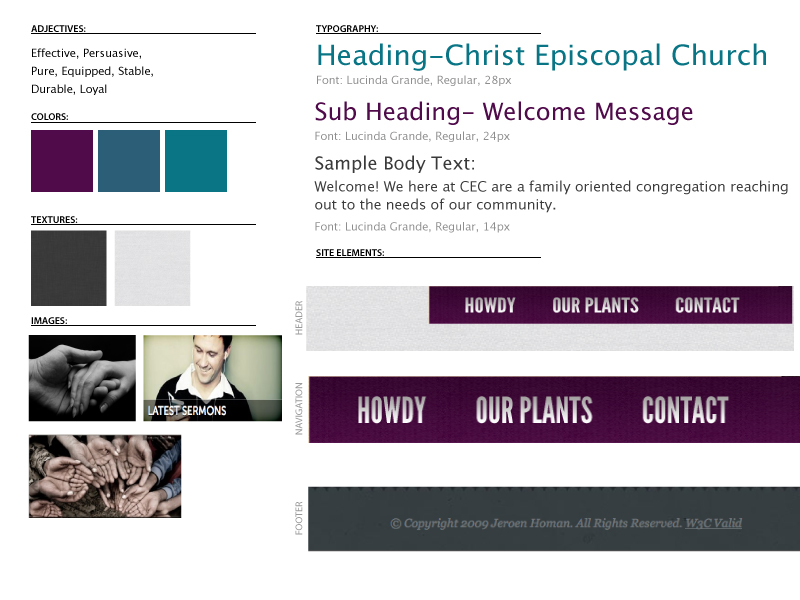 ADJECTIVES:
Effective, Persuasive,
Pure, Equipped, Stable,
Durable, Loyal
COLORS:
TEXTURES:
IMAGES:
LATEST SERMONS
TYPOGRAPHY:
Heading-Christ Episcopal Church
Font: Lucinda Grande, Regular, 28px
Sub Heading- Welcome Message
Font: Lucinda Grande, Regular, 24px
Sample Body Text:
Welcome! We here at CEC are a family oriented congregation reaching
out to the needs of our community.
Font: Lucinda Grande, Regular, 14px
SITE ELEMENTS:
HEADER
HOWDY OUR PLANTS CONTACT
NAVIGATION
HOWDY OUR PLANTS CONTACT
FOOTER
© Copyright 2009 Jeroen Homan. All Rights Reserved. W3C Valid